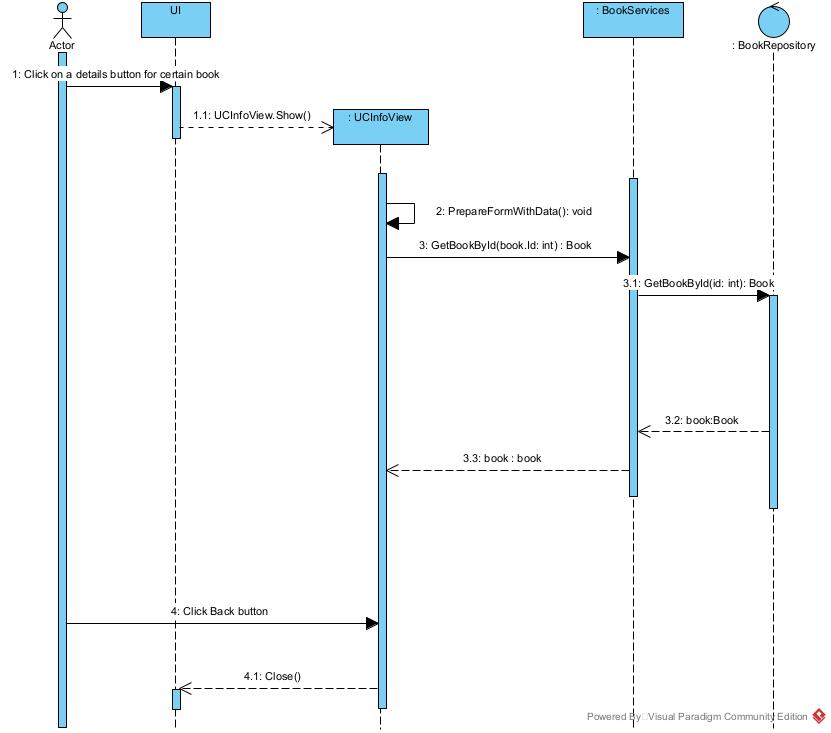 UI
: BookServices
Actor
: BookRepository
1: Click on a details button for certain book
1.1: UCInfoView.Show()
: UCInfoView
2: PrepareFormWithData(): void
3: GetBookById(book.Id: int) : Book
3.1: GetBookById(id: int): Book
3.2: book:Book
3.3: book : book
4: Click Back button
4.1: Close()
Powered By Visual Paradigm Community Edition